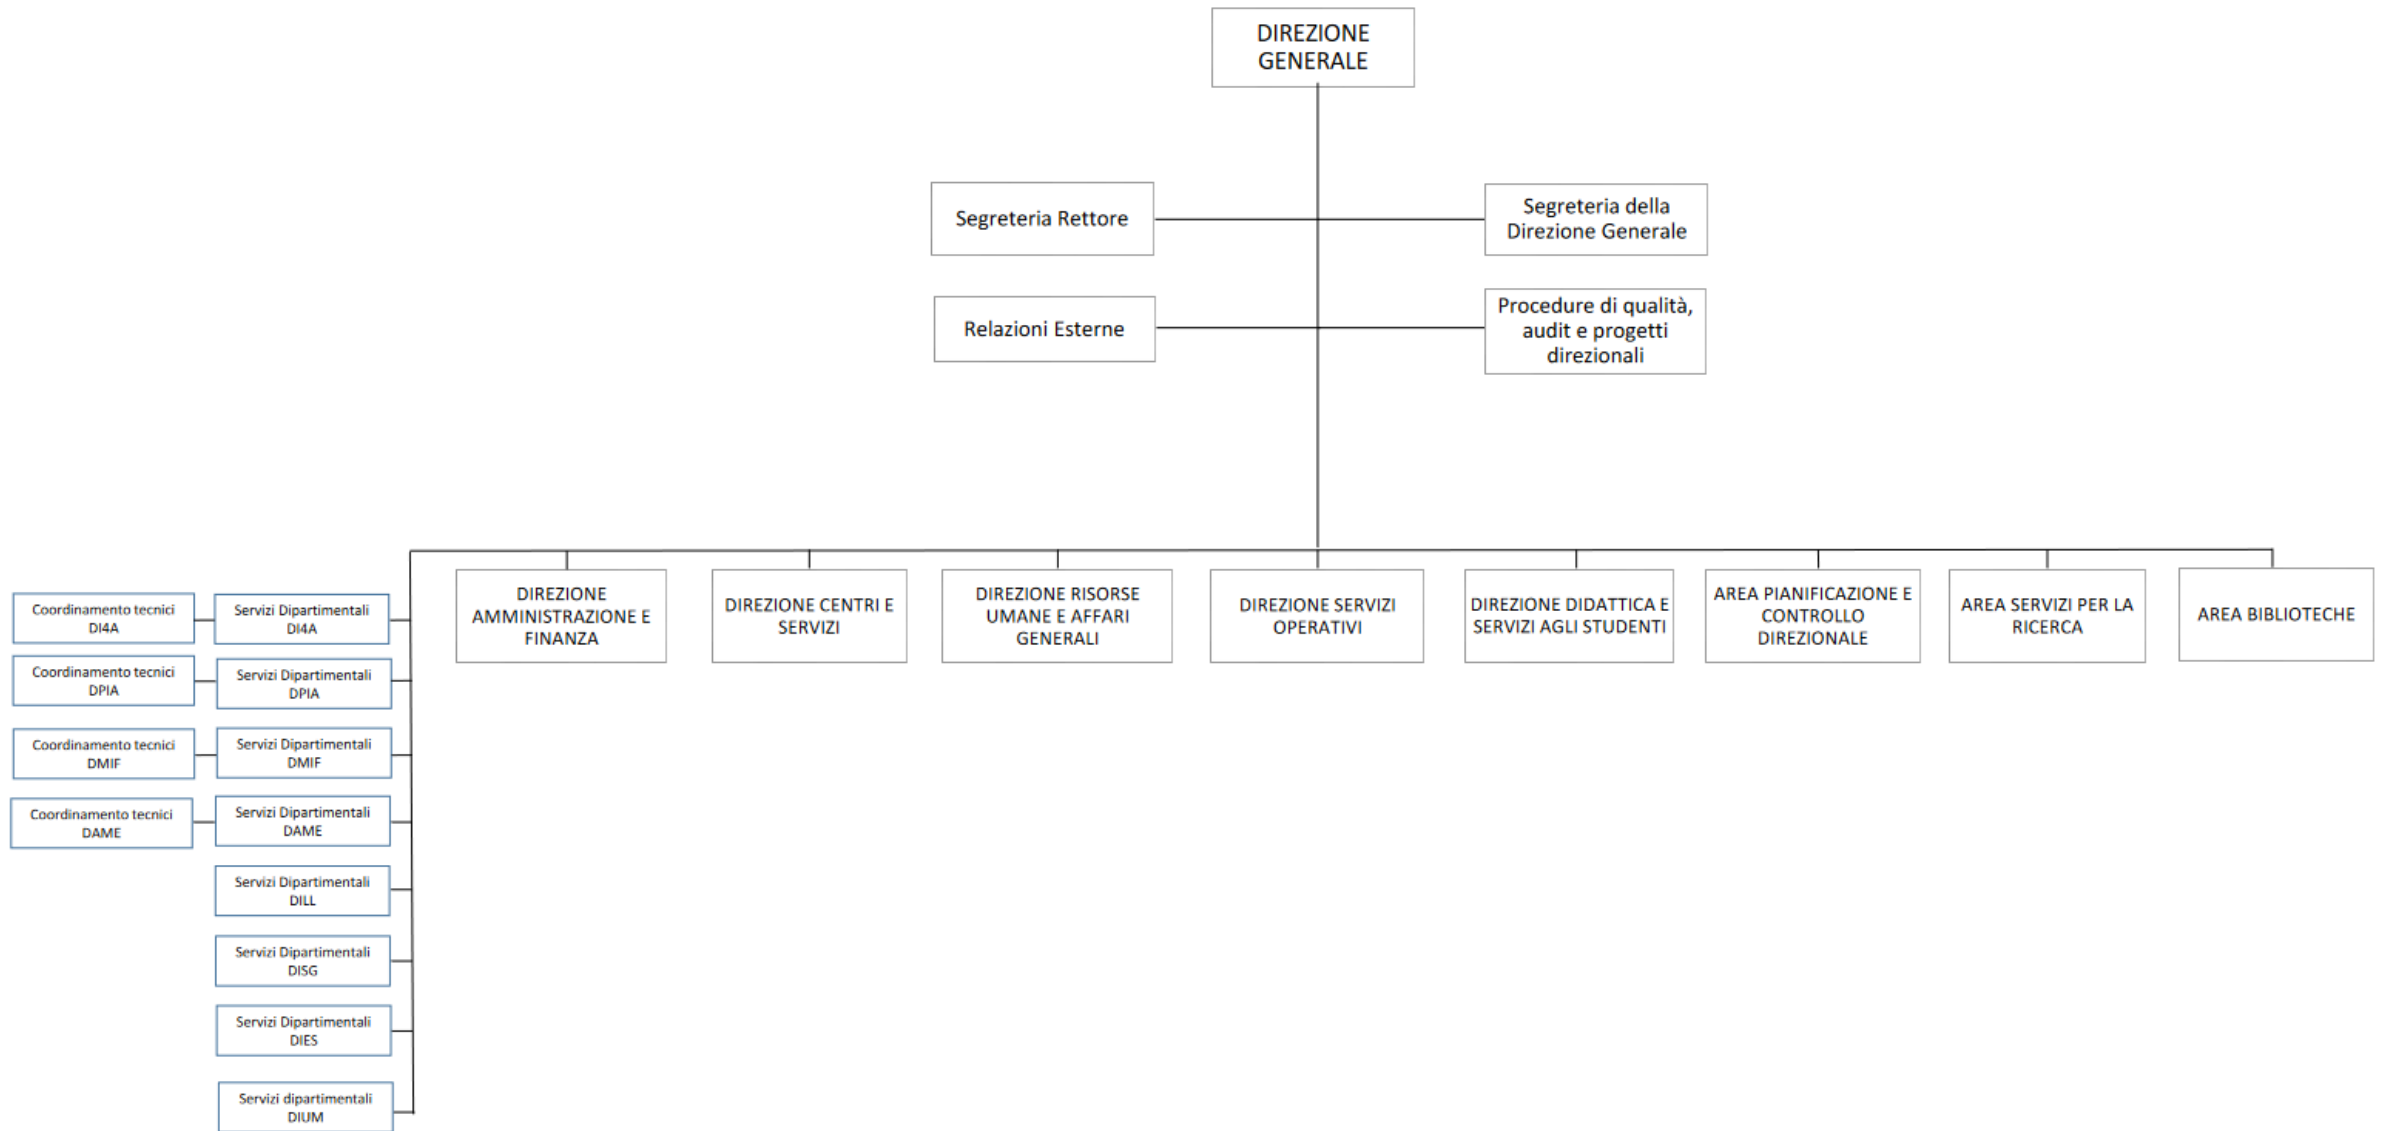 DIREZIONE
GENERALE
Segreteria Rettore
Segreteria della
Direzione Generale
Relazioni Esterne
Procedure di qualità,
audit e progetti
direzionali
DIREZIONE
AMMINISTRAZIONE E
FINANZA
DIREZIONE CENTRI E
SERVIZI
DIREZIONE RISORSE
UMANE E AFFARI
GENERALI
DIREZIONE SERVIZI
OPERATIVI
DIREZIONE DIDATTICA E
SERVIZI AGLI STUDENTI
AREA PIANIFICAZIONE E
CONTROLLO
DIREZIONALE
AREA SERVIZI PER LA
RICERCA
AREA BIBLIOTECHE
Coordinamento tecnici
DI4A
Servizi Dipartimentali
DI4A
Coordinamento tecnici
DPIA
Servizi Dipartimentali
DPIA
Coordinamento tecnici
DMIF
Servizi Dipartimentali
DMIF
Coordinamento tecnici
DAME
Servizi Dipartimentali
DAME
Servizi Dipartimentali
DILL
Servizi Dipartimentali
DISG
Servizi Dipartimentali
DIES
Servizi dipartimentali
DIUM